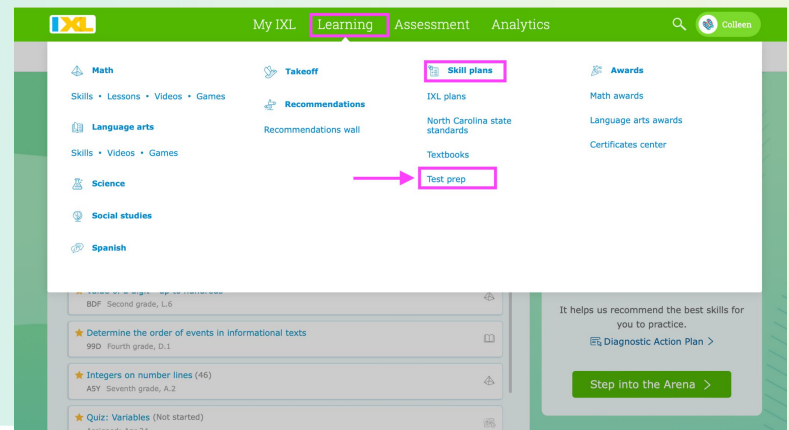 IXL
My IXL Learning Assessment Analytics
Colleen
Math
Skills • Lessons • Videos • Games
Language arts
Skills • Videos • Games
Science
Social studies
Spanish
Takeoff
Recommendations
Recommendations wall
Skill plans
IXL plans
North Carolina state
standards
Textbooks
Test prep
Awards
Math awards
Language arts awards
Certificates center
BDF Second grade, L.6
Determine the order of events in informational texts
99D Fourth grade, D.1
Integers on number lines (46)
A5Y Seventh grade, A.2
Quiz: Variables (Not started)
It helps us recommend the best skills for
you to practice.
Diagnostic Action Plan >
Step into the Arena >